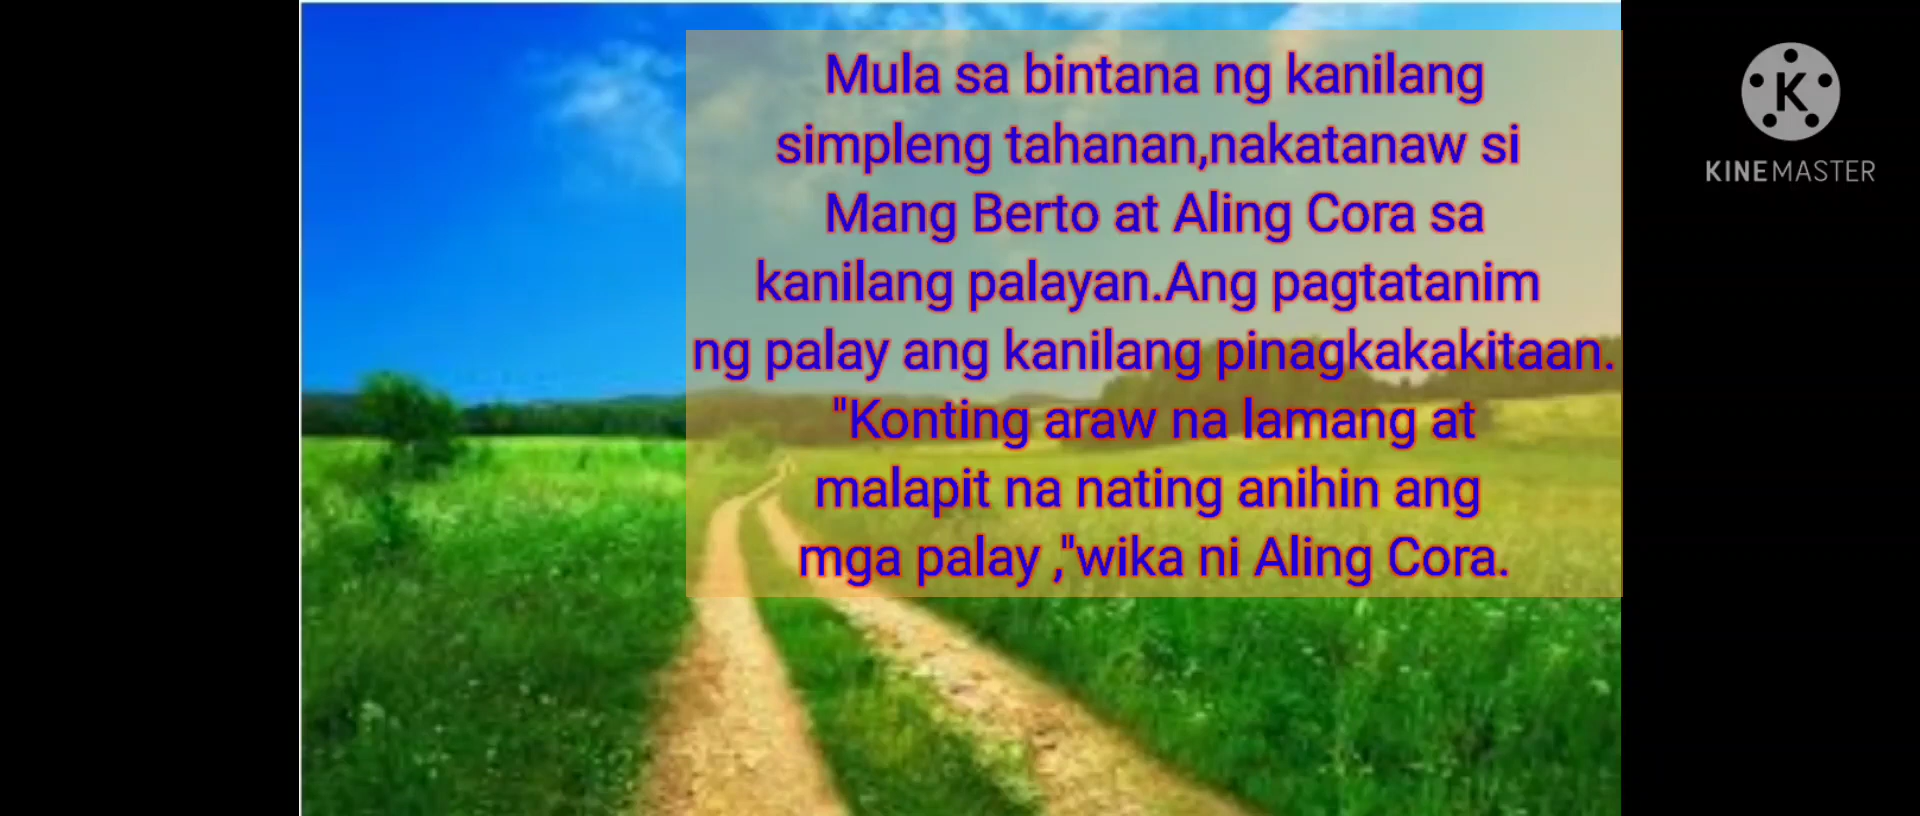 Mula sa bintana ng kanilang
simpleng tahanan,nakatanaw si
Mang Berto at Aling Cora sa
kanilang palayan.Ang pagtatanim
ng palay ang kanilang pinagkakakitaan.
"Konting araw na lamang at
malapit na nating anihin ang
mga palay ,"wika ni Aling Cora.
K
KINEMASTER